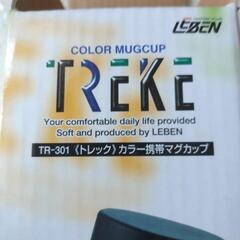 LEBEN
COLOR MUGCUP
TREKE
Your comfortable daily life provided
Soft and produced by LEBEN
TR-301《トレック》カラー携帯マグカップ